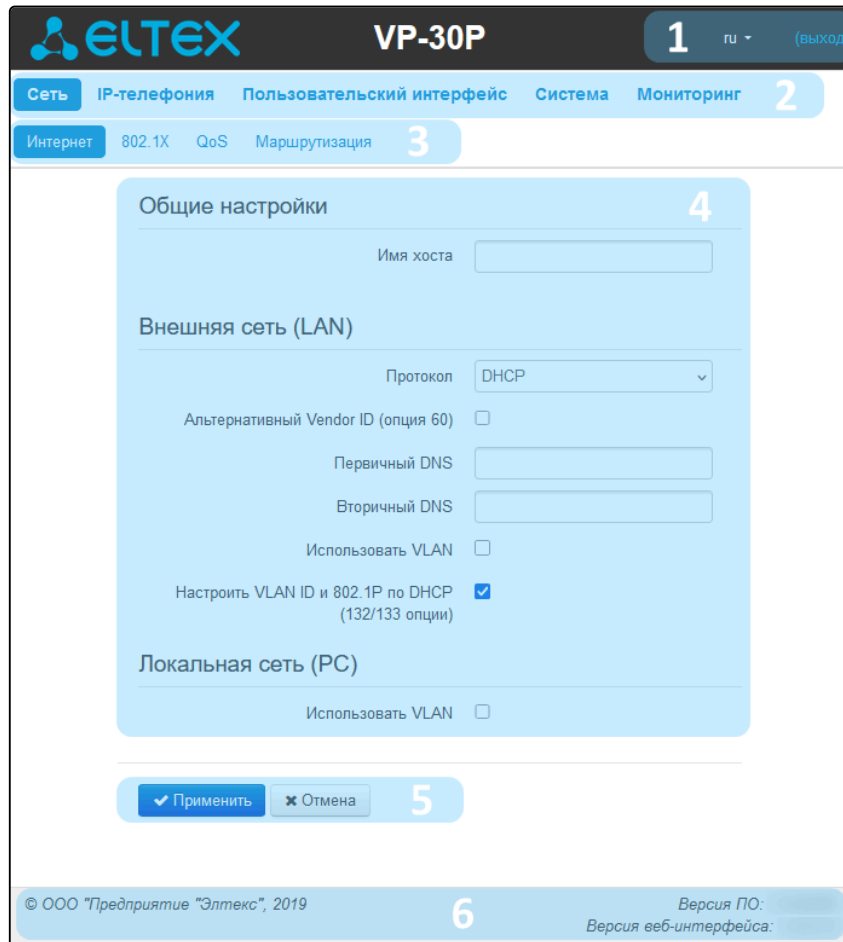 ELTEX
VP-30P
1
ru
(выход
Сеть IP-телефония Пользовательский интерфейс Система Мониторинг 2
Интернет 802.1X QoS Маршрутизация 3
Общие настройки 4
Имя хоста
Внешняя сеть (LAN)
Протокол DHCP
Альтернативный Vendor ID (опция 60)
Первичный DNS
Вторичный DNS
Использовать VLAN
Настроить VLAN ID и 802.1P по DHCP
(132/133 опции)
Локальная сеть (PC)
Использовать VLAN
Применить Отмена 5
© ООО "Предприятие "Элтекс", 2019 6 Версия ПО:
Версия веб-интерфейса: